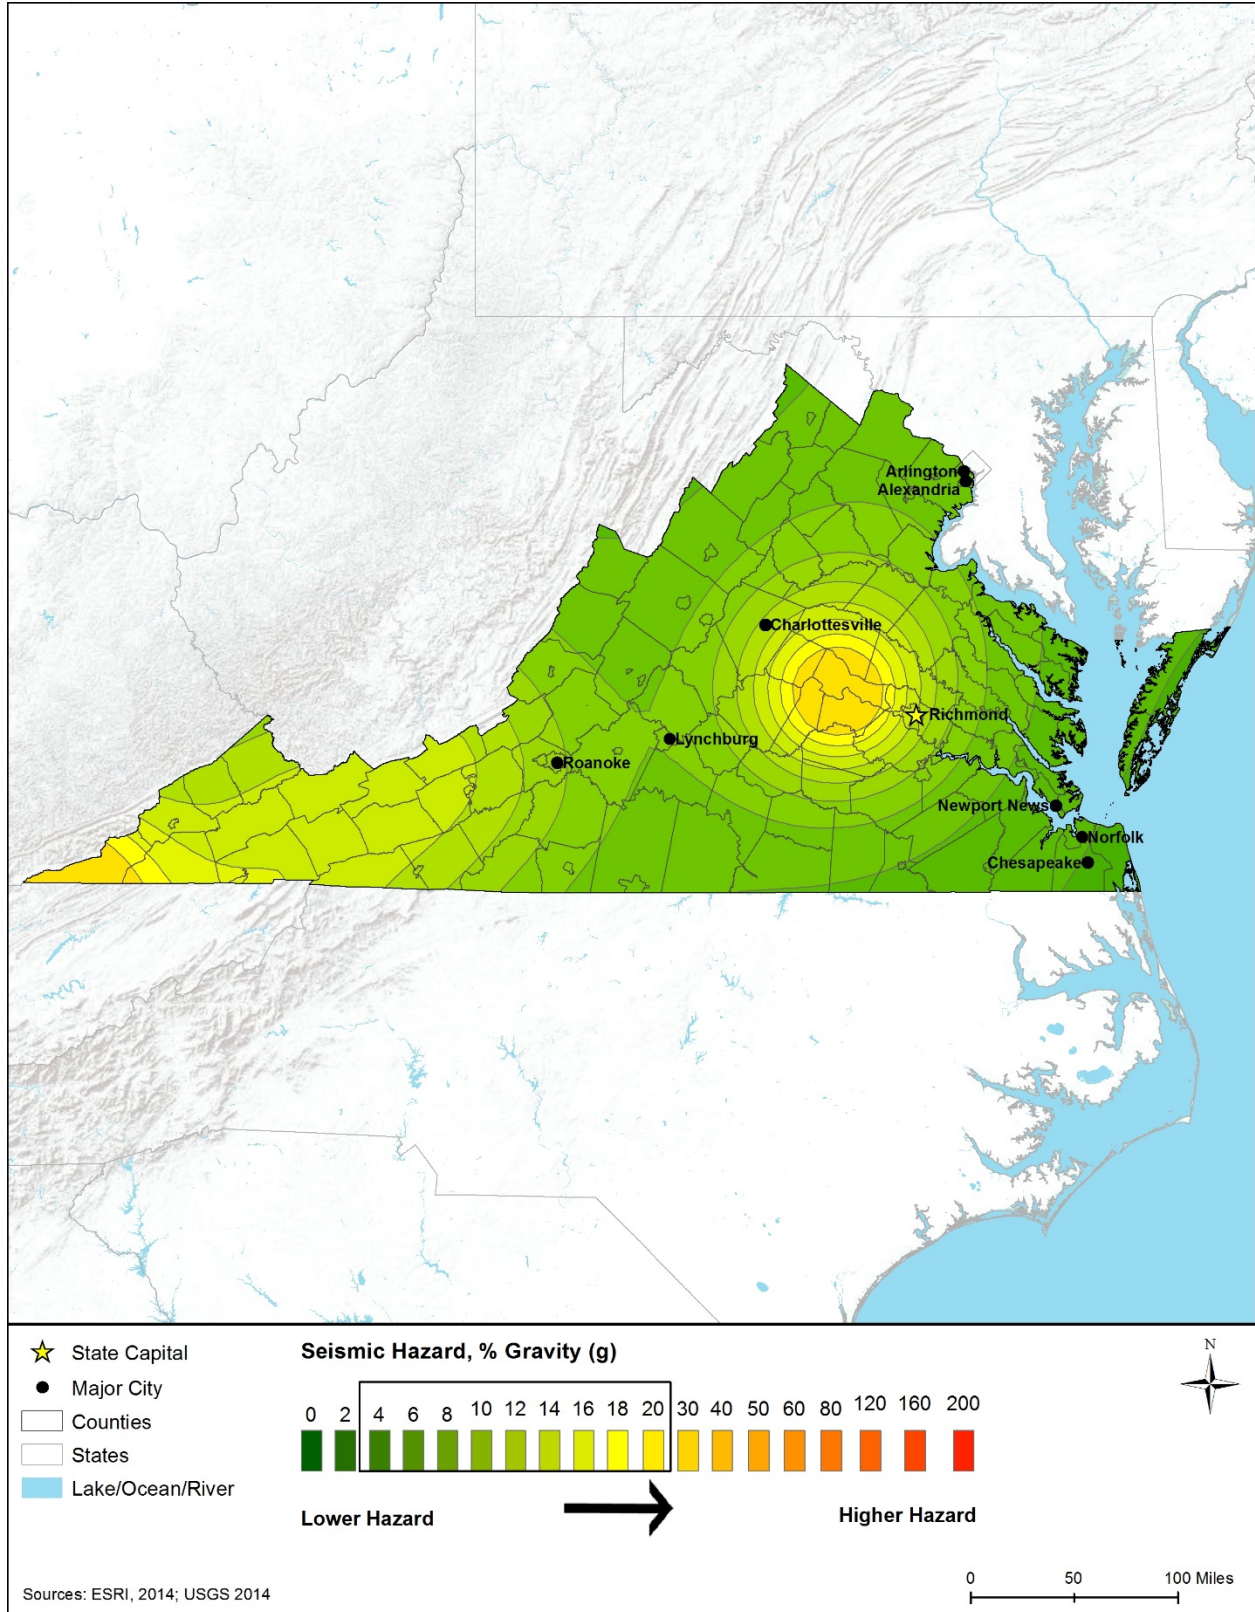 Arlington
Alexandria
Charlottesville
Richmond
Lynchburg
Roanoke
Newport News
Norfolk
Chesapeake
State Capital
Major City
Counties
States
Lake/Ocean/River
Seismic Hazard, % Gravity (g)
0 2 4 6 8 10 12 14 16 18 20 30 40 50 60 80 120 160 200
Lower Hazard Higher Hazard
N
0 50 100 Miles
Sources: ESRI, 2014; USGS 2014